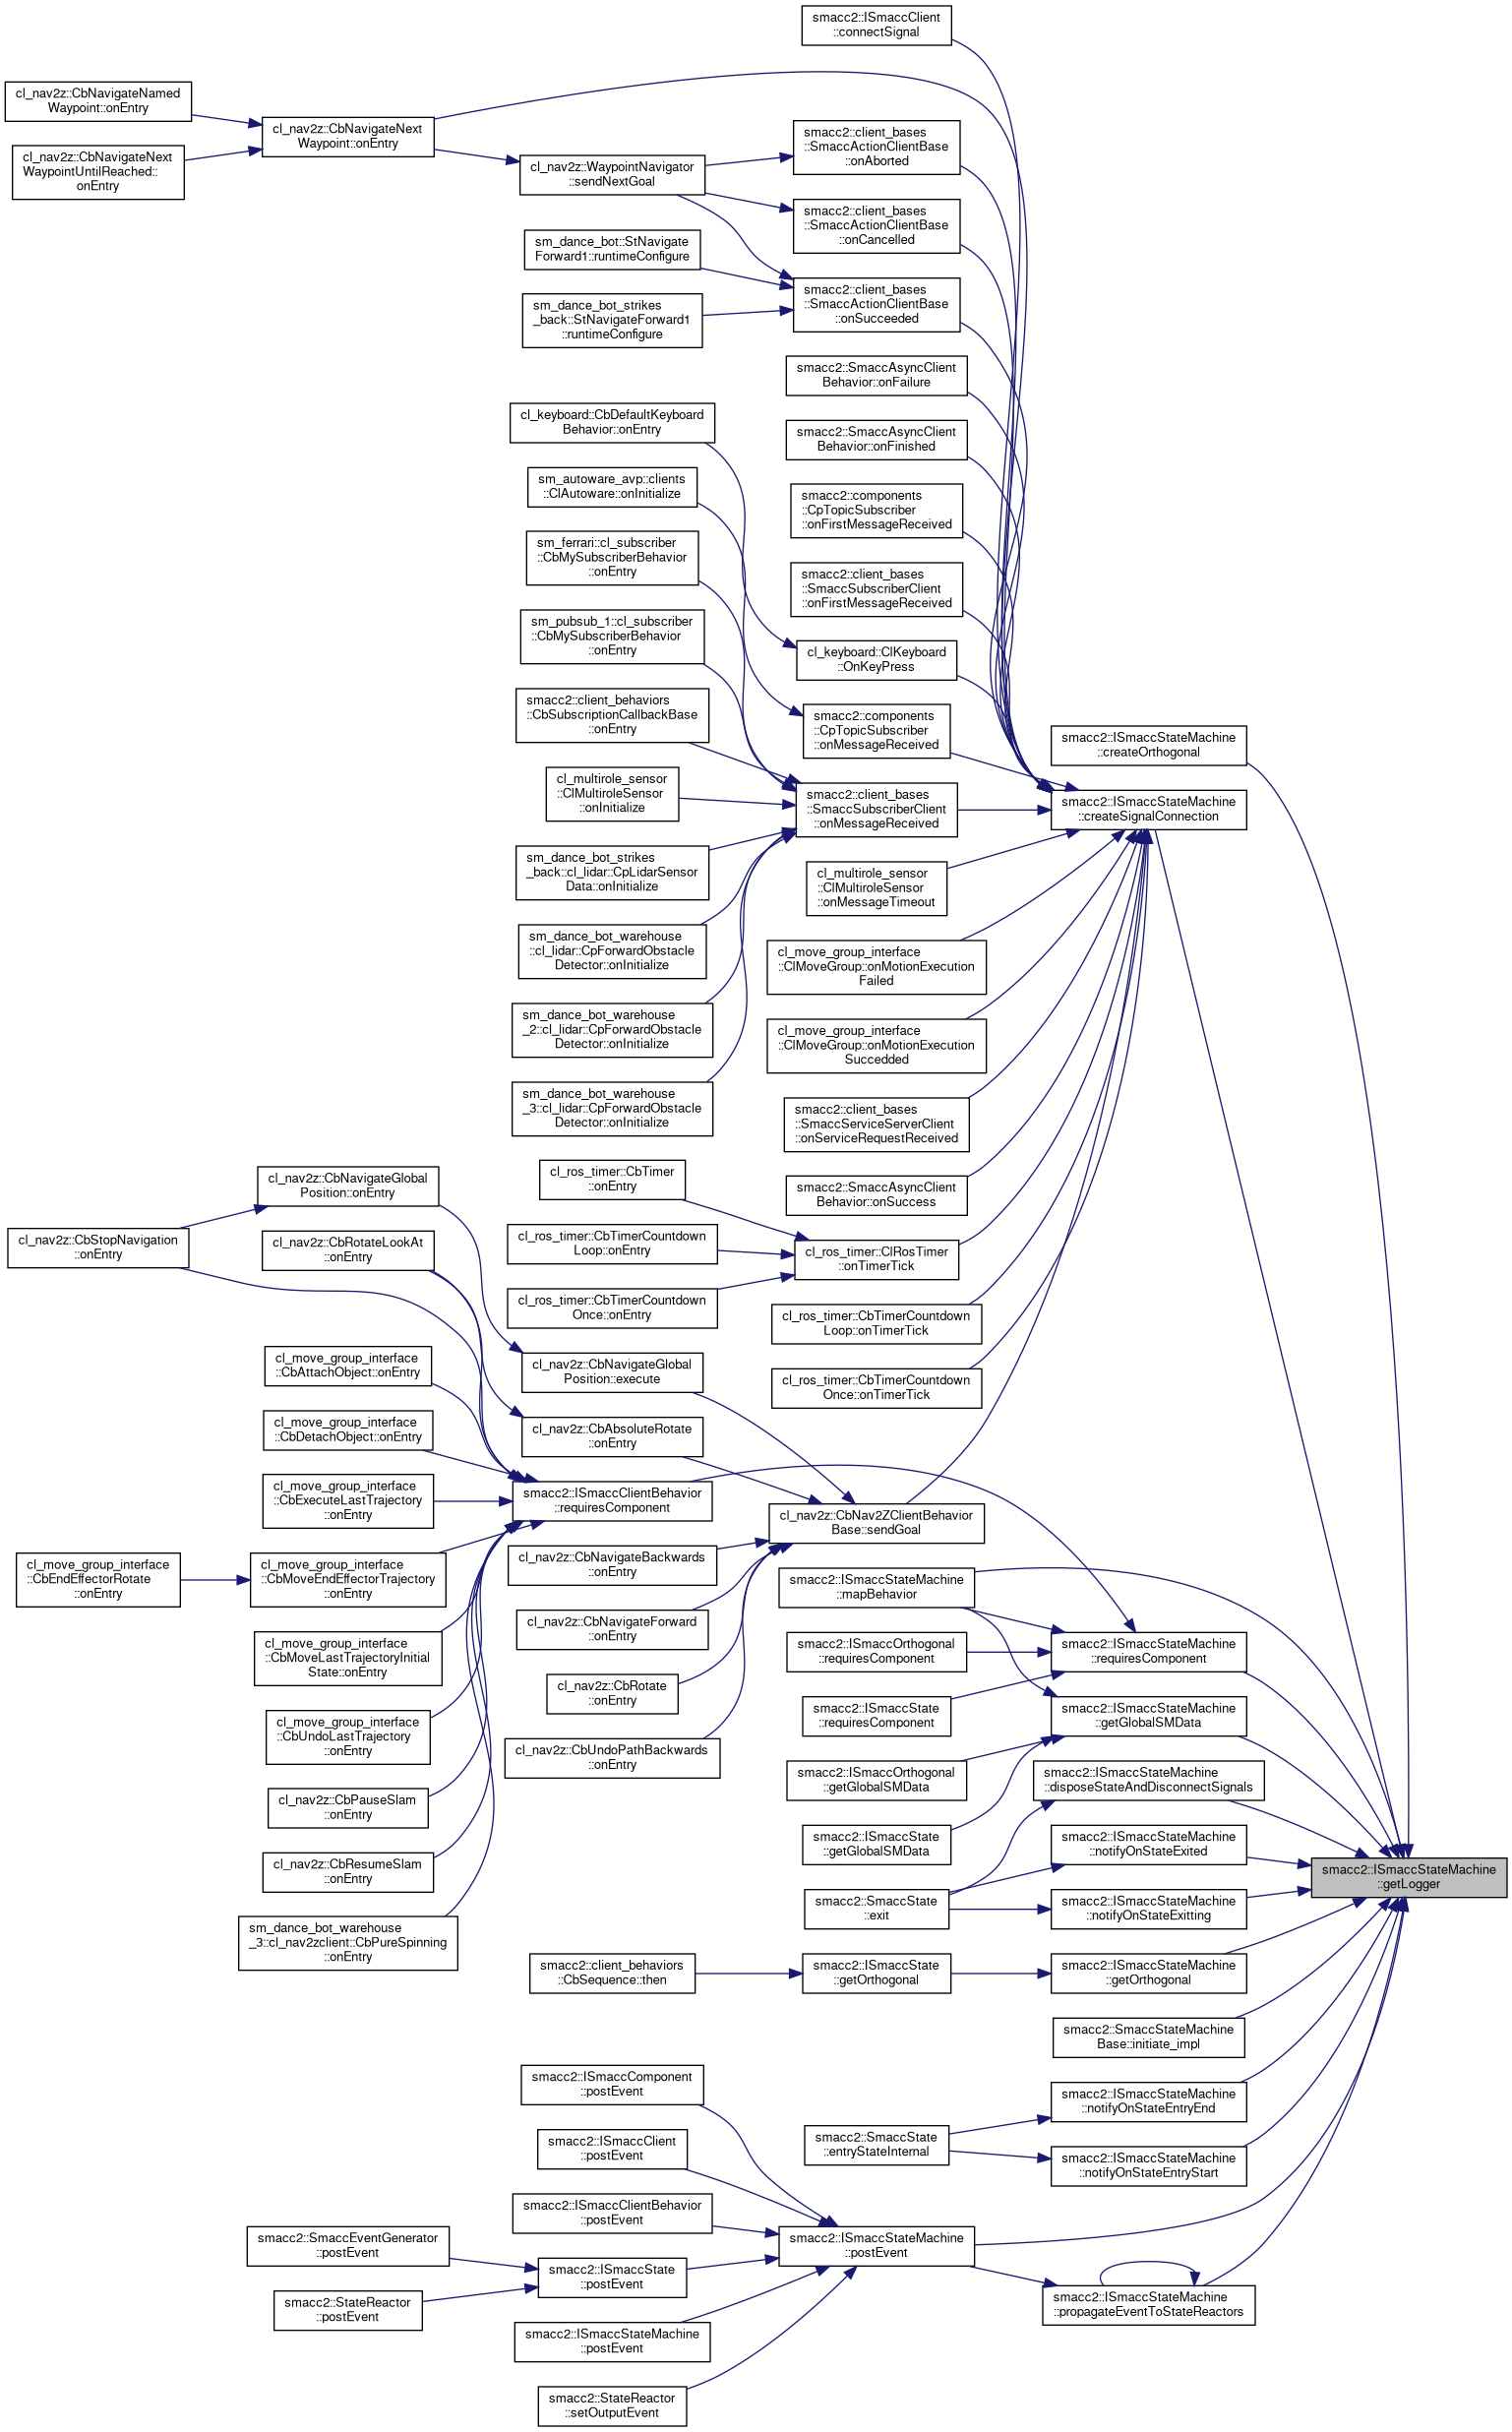 smacc2::ISmaccClient
::connectSignal
cl_nav2z::CbNavigateNamed
Waypoint::onEntry
cl_nav2z::CbNavigateNext
Waypoint::onEntry
cl_nav2z::CbNavigateNext
WaypointUntilReached::
onEntry
cl_nav2z::WaypointNavigator
::sendNextGoal
smacc2::client_bases
::SmaccActionClientBase
::onAborted
smacc2::client_bases
::SmaccActionClientBase
::onCancelled
sm_dance_bot::StNavigate
Forward1::runtimeConfigure
smacc2::client_bases
::SmaccActionClientBase
::onSucceeded
sm_dance_bot_strikes
_back::StNavigateForward1
::runtimeConfigure
smacc2::SmaccAsyncClient
Behavior::onFailure
cl_keyboard::CbDefaultKeyboard
Behavior::onEntry
smacc2::SmaccAsyncClient
Behavior::onFinished
sm_autoware_avp::clients
::ClAutoware::onInitialize
smacc2::components
::CpTopicSubscriber
::onFirstMessageReceived
sm_ferrari::cl_subscriber
::CbMySubscriberBehavior
::onEntry
smacc2::client_bases
::SmaccSubscriberClient
::onFirstMessageReceived
sm_pubsub_1::cl_subscriber
::CbMySubscriberBehavior
::onEntry
cl_keyboard::ClKeyboard
::OnKeyPress
smacc2::client_behaviors
::CbSubscriptionCallbackBase
::onEntry
smacc2::components
::CpTopicSubscriber
::onMessageReceived
smacc2::ISmaccStateMachine
::createOrthogonal
cl_multirole_sensor
::ClMultiroleSensor
::onInitialize
smacc2::client_bases
::SmaccSubscriberClient
::onMessageReceived
smacc2::ISmaccStateMachine
::createSignalConnection
sm_dance_bot_strikes
_back::cl_lidar::CpLidarSensor
Data::onInitialize
cl_multirole_sensor
::ClMultiroleSensor
::onMessageTimeout
sm_dance_bot_warehouse
::cl_lidar::CpForwardObstacle
Detector::onInitialize
cl_move_group_interface
::ClMoveGroup::onMotionExecution
Failed
sm_dance_bot_warehouse
_2::cl_lidar::CpForwardObstacle
Detector::onInitialize
cl_move_group_interface
::ClMoveGroup::onMotionExecution
Succedded
sm_dance_bot_warehouse
_3::cl_lidar::CpForwardObstacle
Detector::onInitialize
smacc2::client_bases
::SmaccServiceServerClient
::onServiceRequestReceived
cl_nav2z::CbNavigateGlobal
Position::onEntry
cl_ros_timer::CbTimer
::onEntry
smacc2::SmaccAsyncClient
Behavior::onSuccess
cl_nav2z::CbStopNavigation
::onEntry
cl_nav2z::CbRotateLookAt
::onEntry
cl_ros_timer::CbTimerCountdown
Loop::onEntry
cl_ros_timer::ClRosTimer
::onTimerTick
cl_ros_timer::CbTimerCountdown
Once::onEntry
cl_ros_timer::CbTimerCountdown
Loop::onTimerTick
cl_move_group_interface
::CbAttachObject::onEntry
cl_nav2z::CbNavigateGlobal
Position::execute
cl_ros_timer::CbTimerCountdown
Once::onTimerTick
cl_move_group_interface
::CbDetachObject::onEntry
cl_nav2z::CbAbsoluteRotate
::onEntry
cl_move_group_interface
::CbExecuteLastTrajectory
::onEntry
smacc2::ISmaccClientBehavior
::requiresComponent
cl_nav2z::CbNav2ZClientBehavior
Base::sendGoal
cl_move_group_interface
::CbEndEffectorRotate
::onEntry
cl_move_group_interface
::CbMoveEndEffectorTrajectory
::onEntry
cl_nav2z::CbNavigateBackwards
::onEntry
smacc2::ISmaccStateMachine
::mapBehavior
cl_move_group_interface
::CbMoveLastTrajectoryInitial
State::onEntry
cl_nav2z::CbNavigateForward
::onEntry
smacc2::ISmaccOrthogonal
::requiresComponent
smacc2::ISmaccStateMachine
::requiresComponent
cl_move_group_interface
::CbUndoLastTrajectory
::onEntry
cl_nav2z::CbRotate
::onEntry
smacc2::ISmaccState
::requiresComponent
smacc2::ISmaccStateMachine
::getGlobalSMData
cl_nav2z::CbUndoPathBackwards
::onEntry
smacc2::ISmaccOrthogonal
::getGlobalSMData
smacc2::ISmaccStateMachine
::disposeStateAndDisconnectSignals
cl_nav2z::CbPauseSlam
::onEntry
smacc2::ISmaccState
::getGlobalSMData
smacc2::ISmaccStateMachine
::notifyOnStateExited
cl_nav2z::CbResumeSlam
::onEntry
smacc2::ISmaccStateMachine
::getLogger
smacc2::SmaccState
::exit
smacc2::ISmaccStateMachine
::notifyOnStateExitting
sm_dance_bot_warehouse
_3::cl_nav2zclient::CbPureSpinning
::onEntry
smacc2::client_behaviors
::CbSequence::then
smacc2::ISmaccState
::getOrthogonal
smacc2::ISmaccStateMachine
::getOrthogonal
smacc2::SmaccStateMachine
Base::initiate_impl
smacc2::ISmaccComponent
::postEvent
smacc2::ISmaccStateMachine
::notifyOnStateEntryEnd
smacc2::ISmaccClient
::postEvent
smacc2::SmaccState
::entryStateInternal
smacc2::ISmaccStateMachine
::notifyOnStateEntryStart
smacc2::ISmaccClientBehavior
::postEvent
smacc2::SmaccEventGenerator
::postEvent
smacc2::ISmaccState
::postEvent
smacc2::ISmaccStateMachine
::postEvent
smacc2::StateReactor
::postEvent
smacc2::ISmaccStateMachine
::propagateEventToStateReactors
smacc2::ISmaccStateMachine
::postEvent
smacc2::StateReactor
::setOutputEvent